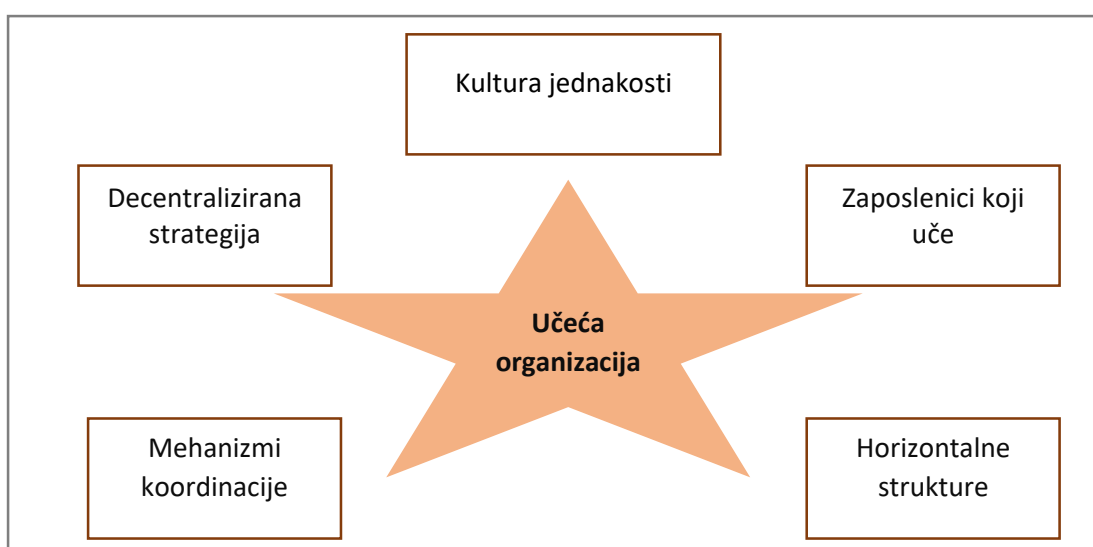 Kultura jednakosti
Decentralizirana
strategija
Zaposlenici koji
uče
Učeća
organizacija
Mehanizmi
koordinacije
Horizontalne
strukture